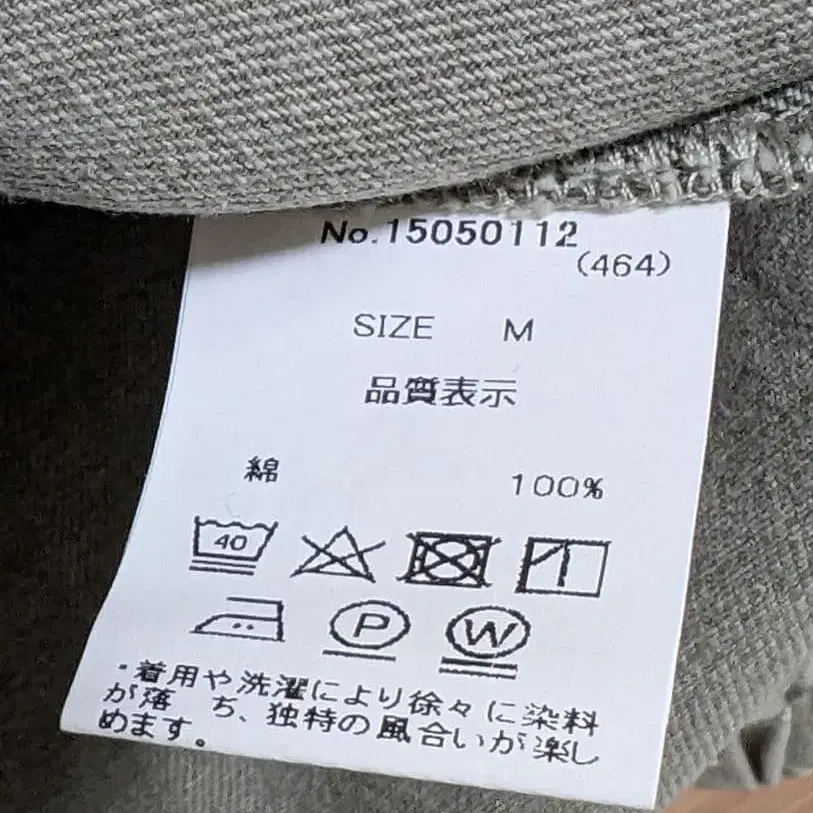 No.15050112
(464)
SIZE M
品質表示
綿 100%
40
P W
・着用や洗濯により徐々に染料
が落 ち、独特の風合いが楽し
めます。